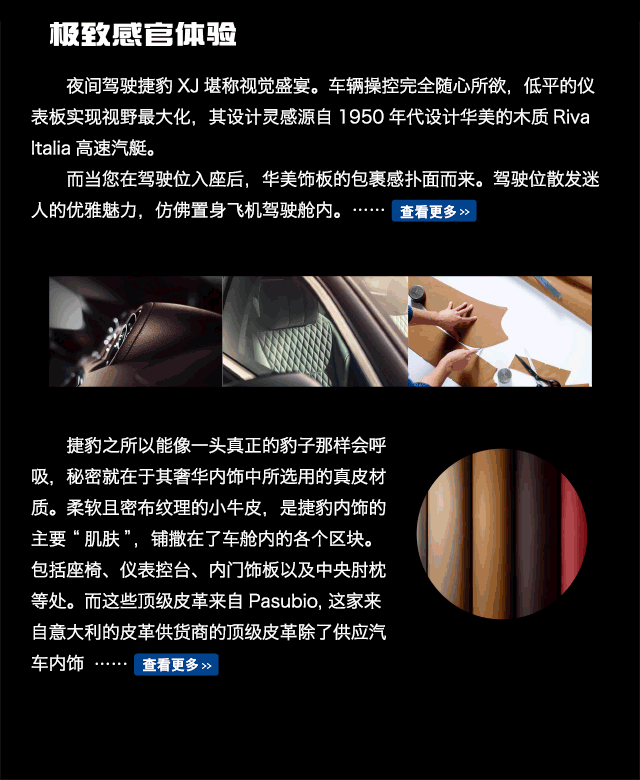 极致感官体验
夜间驾驶捷豹 XJ 堪称视觉盛宴。车辆操控完全随心所欲，低平的仪
表板实现视野最大化，其设计灵感源自 1950 年代设计华美的木质 Riva
Italia 高速汽艇。
而当您在驾驶位入座后，华美饰板的包裹感扑面而来。驾驶位散发迷
人的优雅魅力，仿佛置身飞机驾驶舱内。…… 查看更多>>
捷豹之所以能像一头真正的豹子那样会呼
吸，秘密就在于其奢华内饰中所选用的真皮材
质。柔软且密布纹理的小牛皮，是捷豹内饰的
主要“肌肤”，铺撒在了车舱内的各个区块。
包括座椅、仪表控台、内门饰板以及中央肘枕
等处。而这些顶级皮革来自 Pasubio, 这家来
自意大利的皮革供货商的顶级皮革除了供应汽
车内饰 …… 查看更多>>